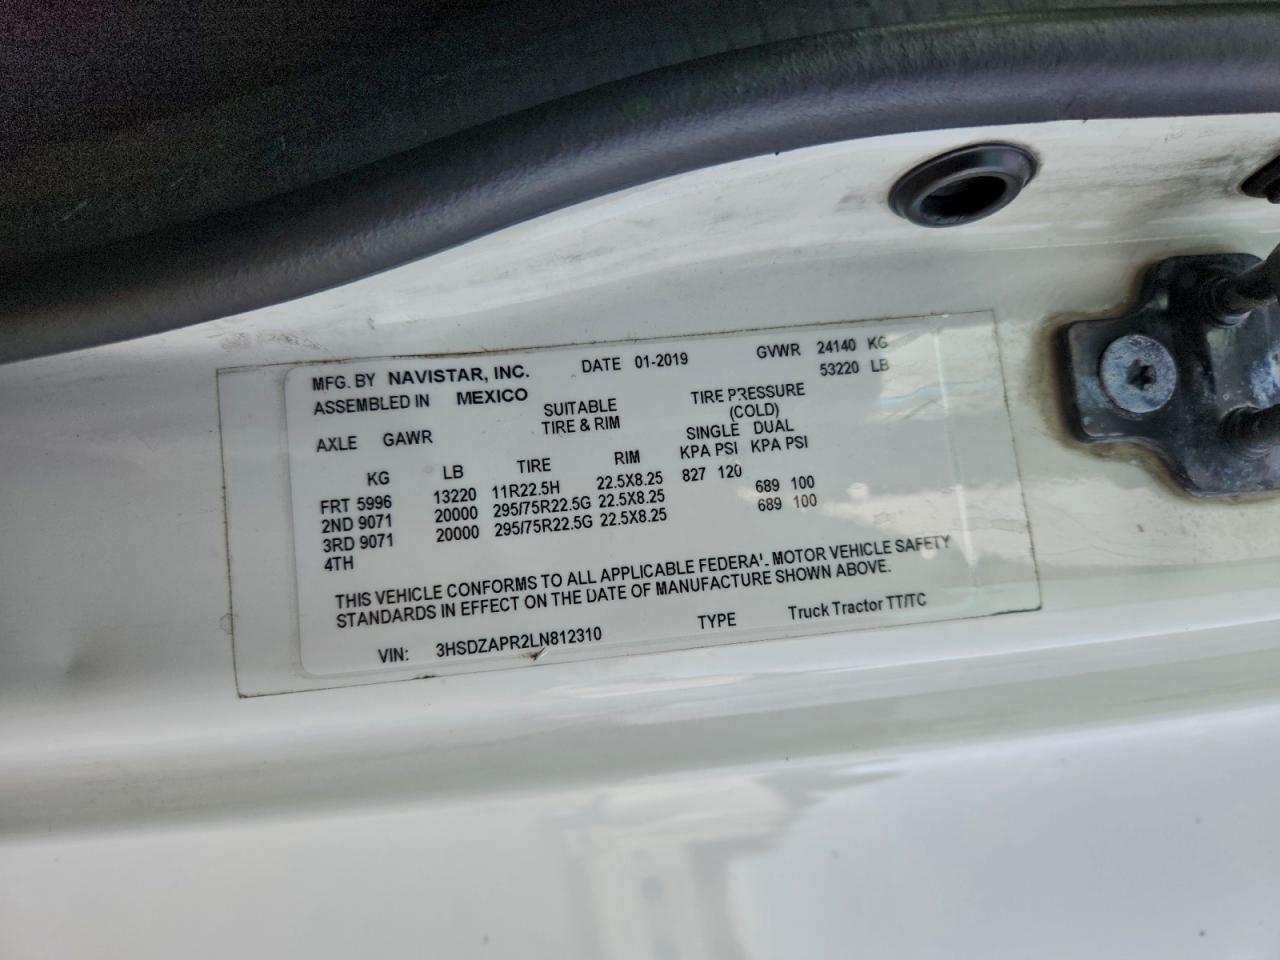 MFG. BY NAVISTAR, INC. DATE 01-2019 GVWR 24140 KG
ASSEMBLED IN MEXICO 53220 LB
SUITABLE TIRE PRESSURE
TIRE & RIM (COLD)
AXLE GAWR SINGLE DUAL
KG LB TIRE RIM KPA PSI KPA PSI
FRT 5996 13220 11R22.5H 22.5X8.25 827 120
2ND 9071 20000 295/75R22.5G 22.5X8.25 689 100
3RD 9071 20000 295/75R22.5G 22.5X8.25 689 100
4TH
THIS VEHICLE CONFORMS TO ALL APPLICABLE FEDERAL MOTOR VEHICLE SAFETY
STANDARDS IN EFFECT ON THE DATE OF MANUFACTURE SHOWN ABOVE.
VIN: 3HSDZAPR2LN812310 TYPE Truck Tractor TT/TC